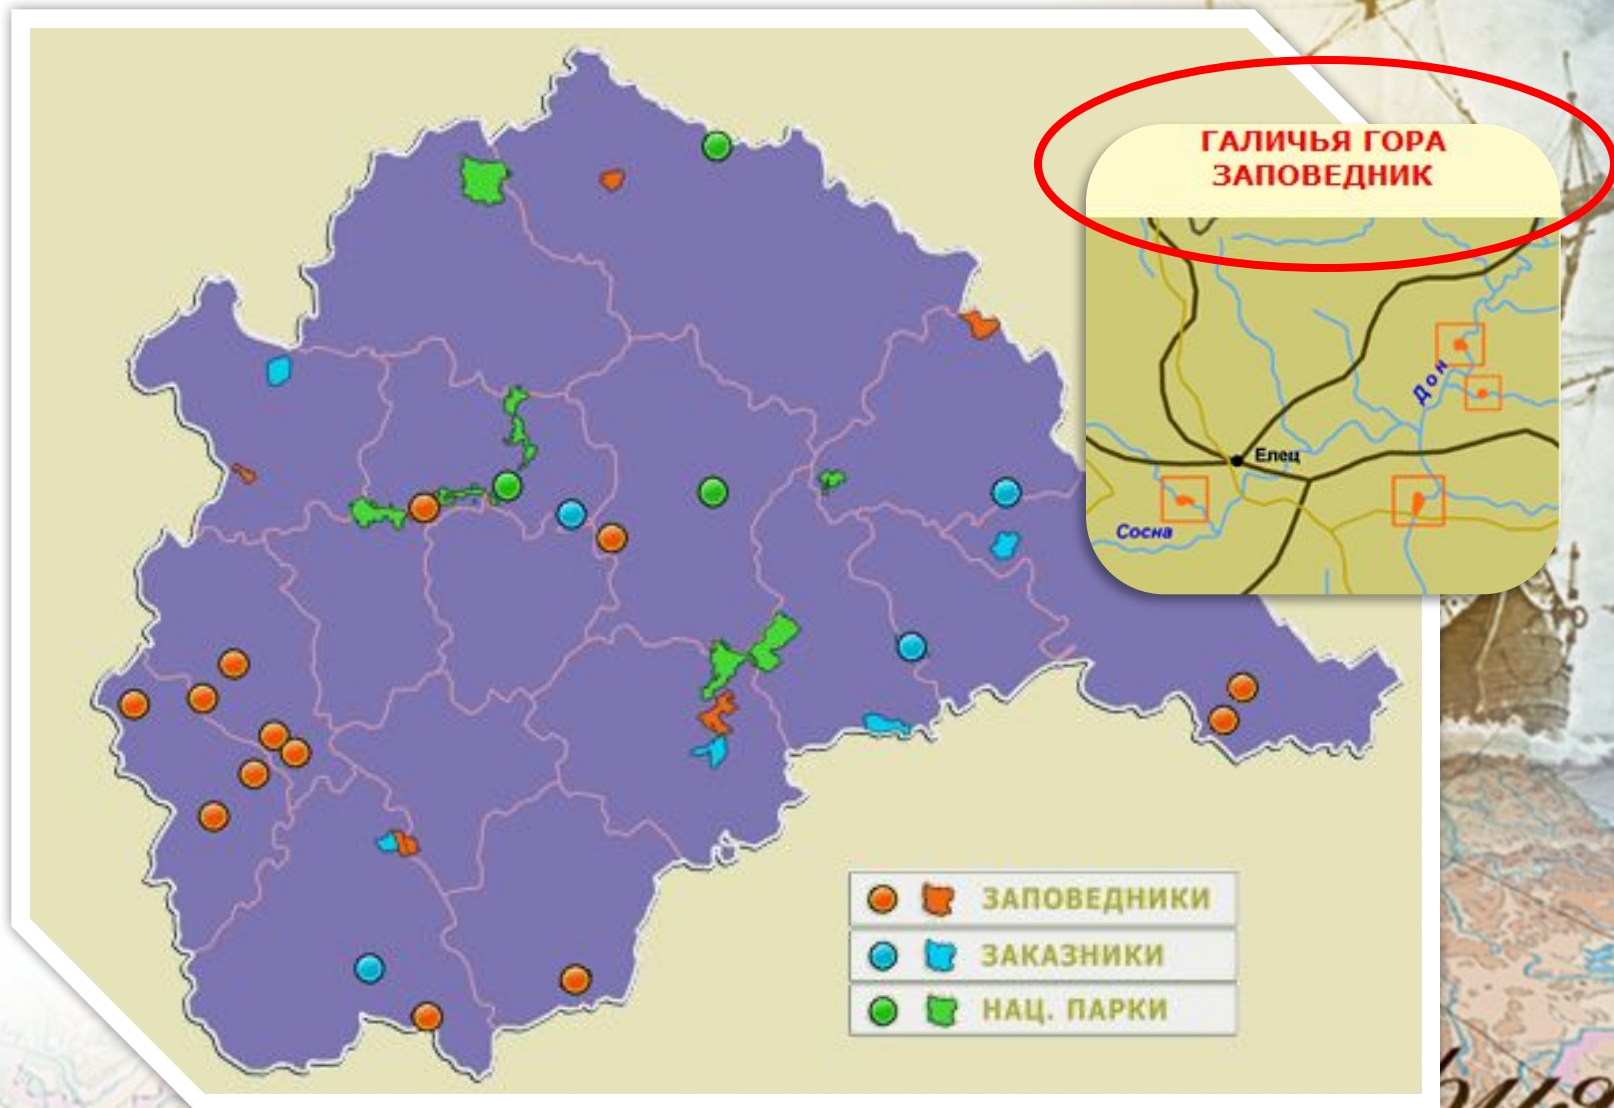 ГАЛИЧЬЯ ГОРА
ЗАПОВЕДНИК
Дон
Елец
Сосна
ЗАПОВЕДНИКИ
ЗАКАЗНИКИ
НАЦ. ПАРКИ